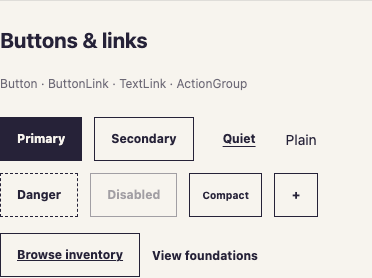 Buttons & links
Button · ButtonLink · TextLink · ActionGroup
Primary Secondary Quiet Plain
Danger Disabled Compact +
Browse inventory View foundations